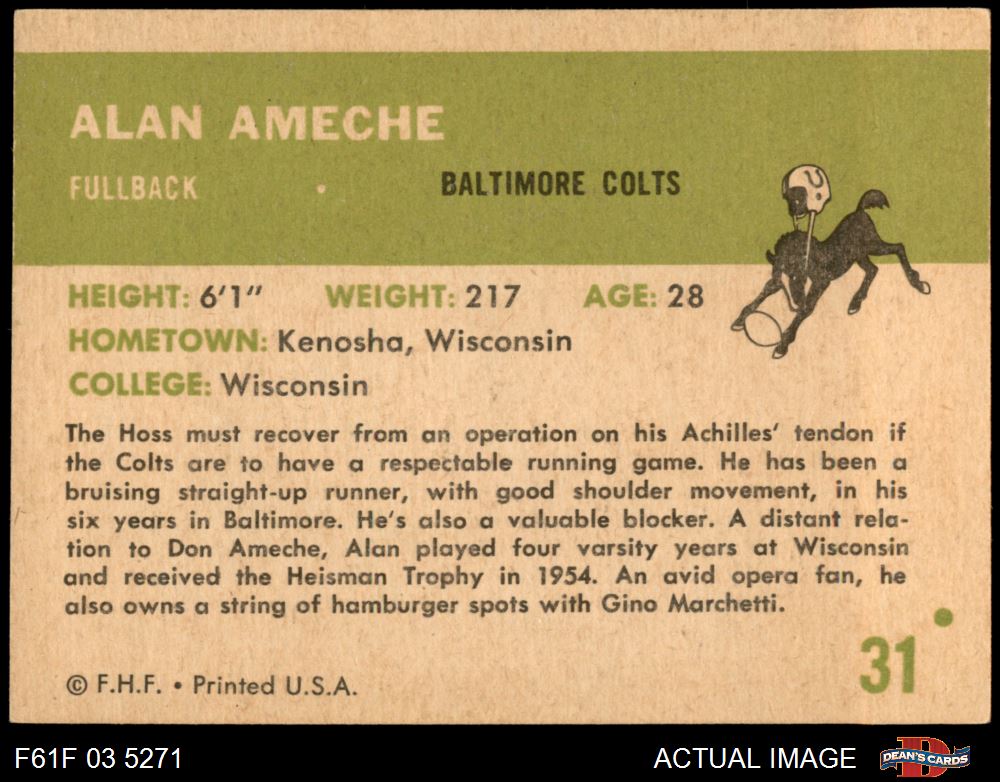 ALAN AMECHE
FULLBACK • BALTIMORE COLTS
HEIGHT: 6'1" WEIGHT: 217 AGE: 28
HOMETOWN: Kenosha, Wisconsin
COLLEGE: Wisconsin
The Hoss must recover from an operation on his Achilles' tendon if
the Colts are to have a respectable running game. He has been a
bruising straight-up runner, with good shoulder movement, in his
six years in Baltimore. He's also a valuable blocker. A distant rela-
tion to Don Ameche, Alan played four varsity years at Wisconsin
and received the Heisman Trophy in 1954. An avid opera fan, he
also owns a string of hamburger spots with Gino Marchetti.
31
© F.H.F. • Printed U.S.A.
F61F 03 5271
ACTUAL IMAGE
DEAN'S CARDS